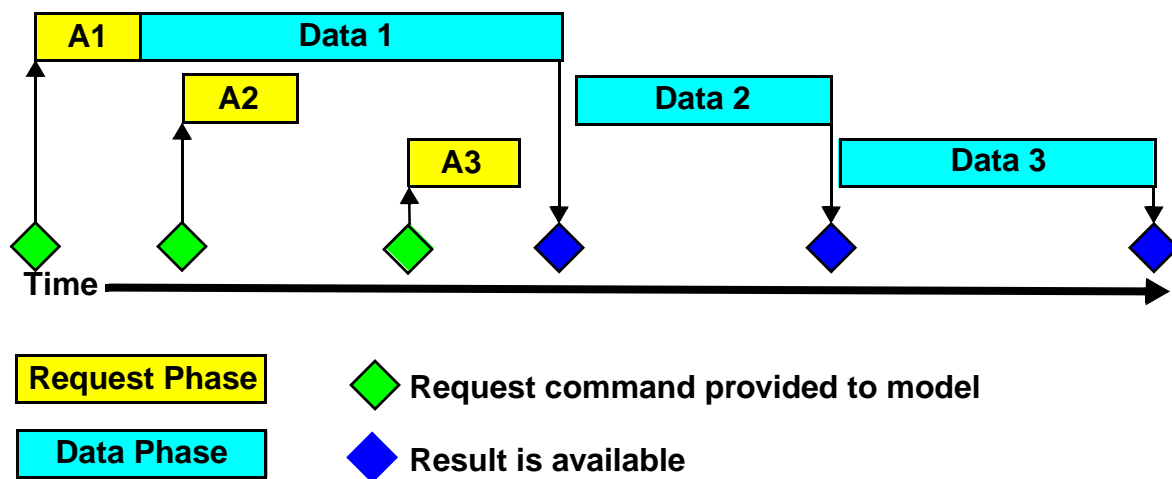 A1
Data 1
A2
Data 2
A3
Data 3
Time
Request Phase
Request command provided to model
Data Phase
Result is available